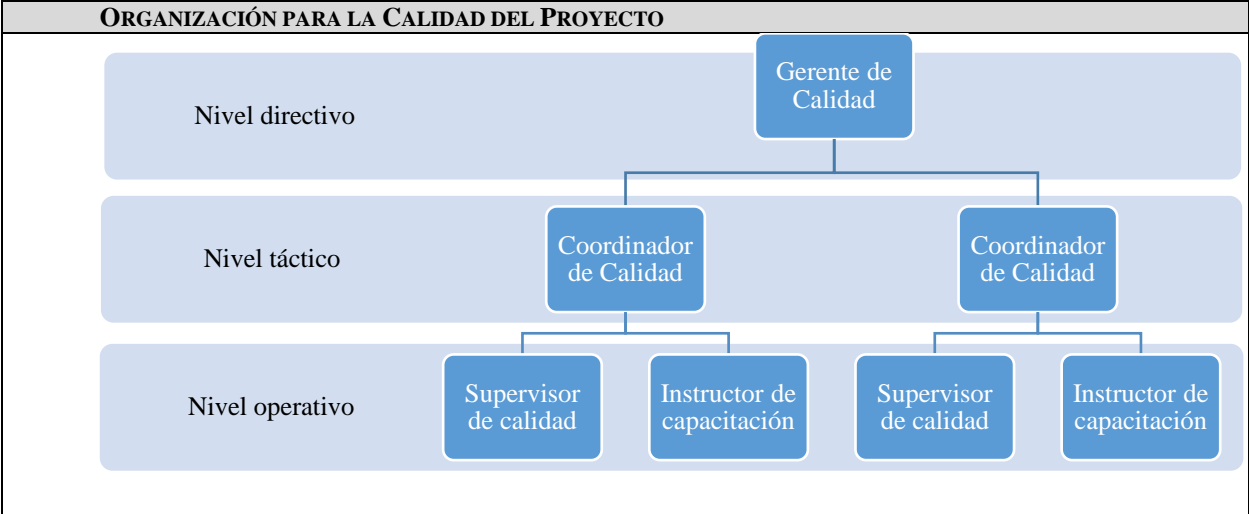 ORGANIZACIÓN PARA LA CALIDAD DEL PROYECTO
Nivel directivo
Gerente de
Calidad
Nivel táctico
Coordinador
de Calidad
Coordinador
de Calidad
Nivel operativo
Supervisor
de calidad
Instructor de
capacitación
Supervisor
de calidad
Instructor de
capacitación